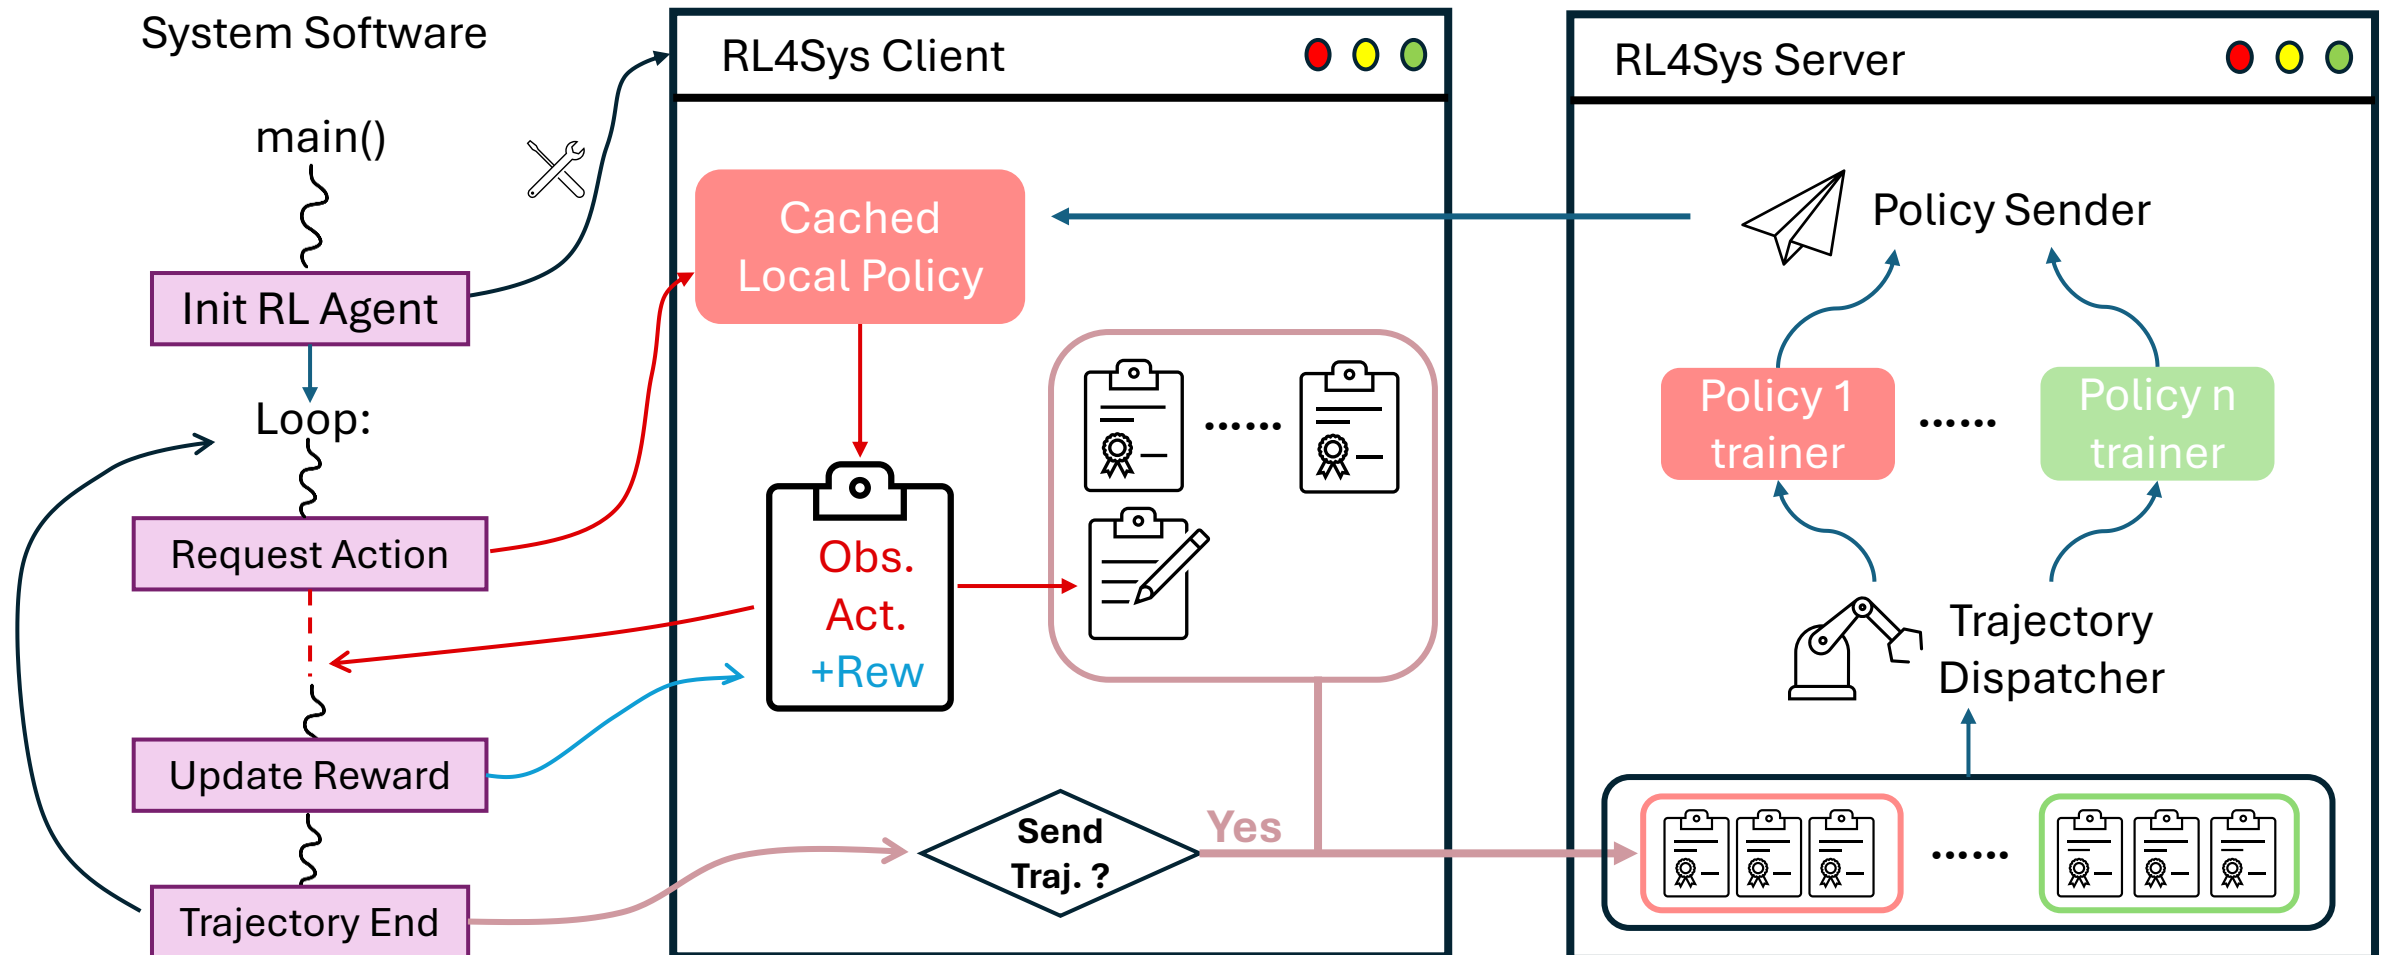 System Software
main()
Init RL Agent
Loop:
Request Action
Update Reward
Trajectory End
RL4Sys Client
Cached
Local Policy
Obs.
Act.
+Rew
......
Send
Traj. ?
Yes
RL4Sys Server
Policy Sender
Policy 1
trainer
......
Policy n
trainer
Trajectory
Dispatcher
......